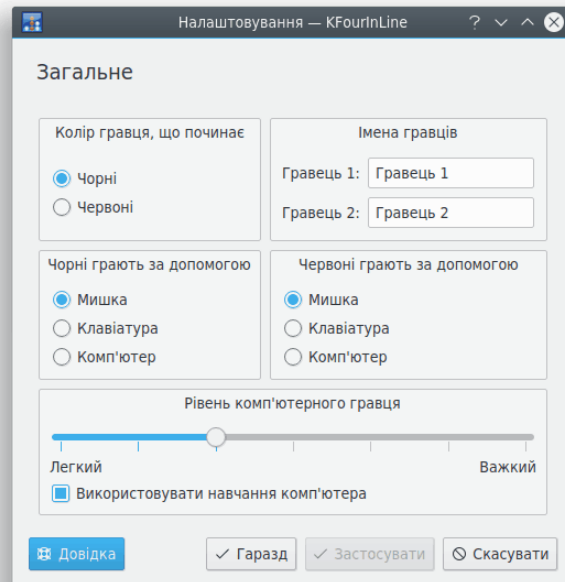 Налаштовування — KFourInLine
Загальне
Колір гравця, що починає
Чорні
Червоні
Імена гравців
Гравець 1: Гравець 1
Гравець 2: Гравець 2
Чорні грають за допомогою
Мишка
Клавіатура
Комп'ютер
Червоні грають за допомогою
Мишка
Клавіатура
Комп'ютер
Рівень комп'ютерного гравця
Легкий Важкий
Використовувати навчання комп'ютера
Довідка Гаразд Застосувати Скасувати